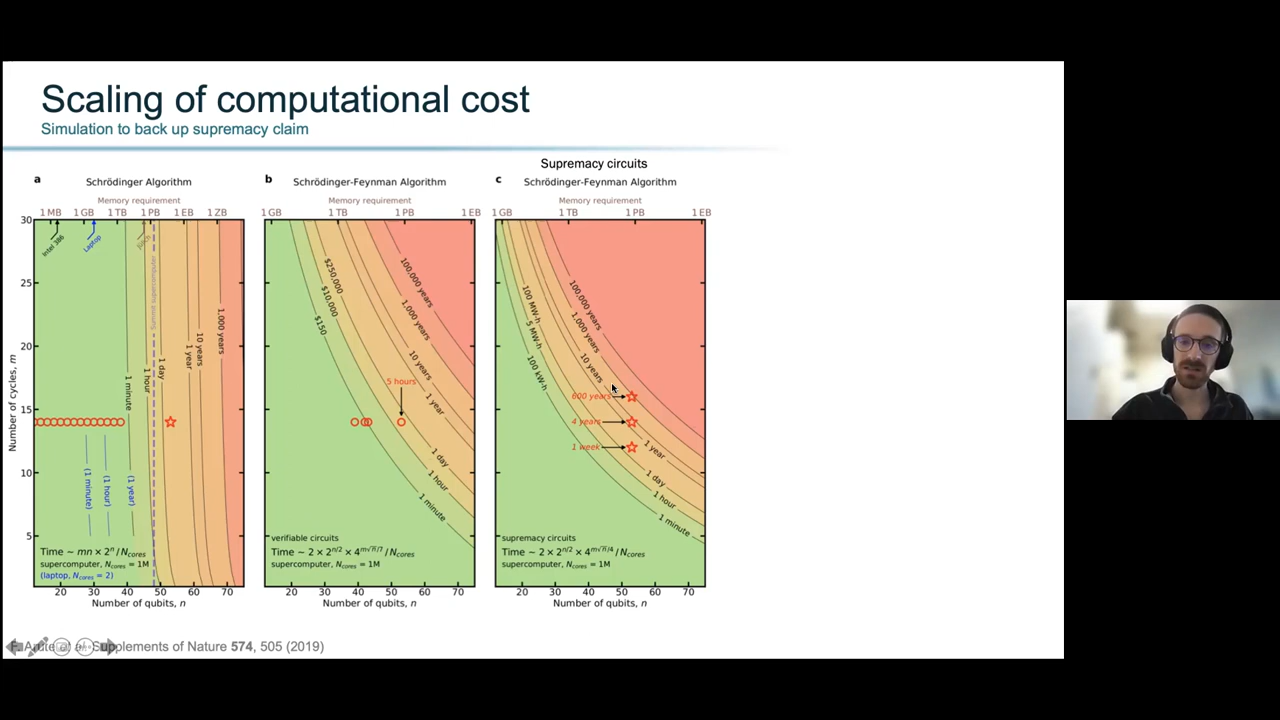 Scaling of computational cost
Simulation to back up supremacy claim
Supremacy circuits
a
Schrödinger Algorithm
Memory requirement
1 MB 1 GB 1 TB 1 PB 1 EB 1 ZB
Number of cycles, m
30
25
20
15
10
5
Intel 386
Laptop
Summit supercomputer
1 minute
1 hour
1 day
1 year
10 years
1,000 years
(1 minute)
(1 hour)
(1 year)
Time ~ mn × 2^n / N_cores
supercomputer, N_cores = 1M
(laptop, N_cores = 2)
20 30 40 50 60 70
Number of qubits, n
b
Schrödinger-Feynman Algorithm
Memory requirement
1 GB 1 TB 1 PB 1 EB
$250,000
$10,000
$150
100,000 years
1,000 years
10 years
1 year
5 hours
1 day
1 hour
1 minute
verifiable circuits
Time ~ 2 × 2^n/2 × 4^m√n/7 / N_cores
supercomputer, N_cores = 1M
20 30 40 50 60 70
Number of qubits, n
c
Schrödinger-Feynman Algorithm
Memory requirement
1 GB 1 TB 1 PB 1 EB
100 MW-h
5 MW-h
100 kW-h
100,000 years
1,000 years
10 years
600 years
4 years
1 week
1 year
1 day
1 hour
1 minute
supremacy circuits
Time ~ 2 × 2^n/2 × 4^m√n/4 / N_cores
supercomputer, N_cores = 1M
20 30 40 50 60 70
Number of qubits, n
F. Arute Supplements of Nature 574, 505 (2019)